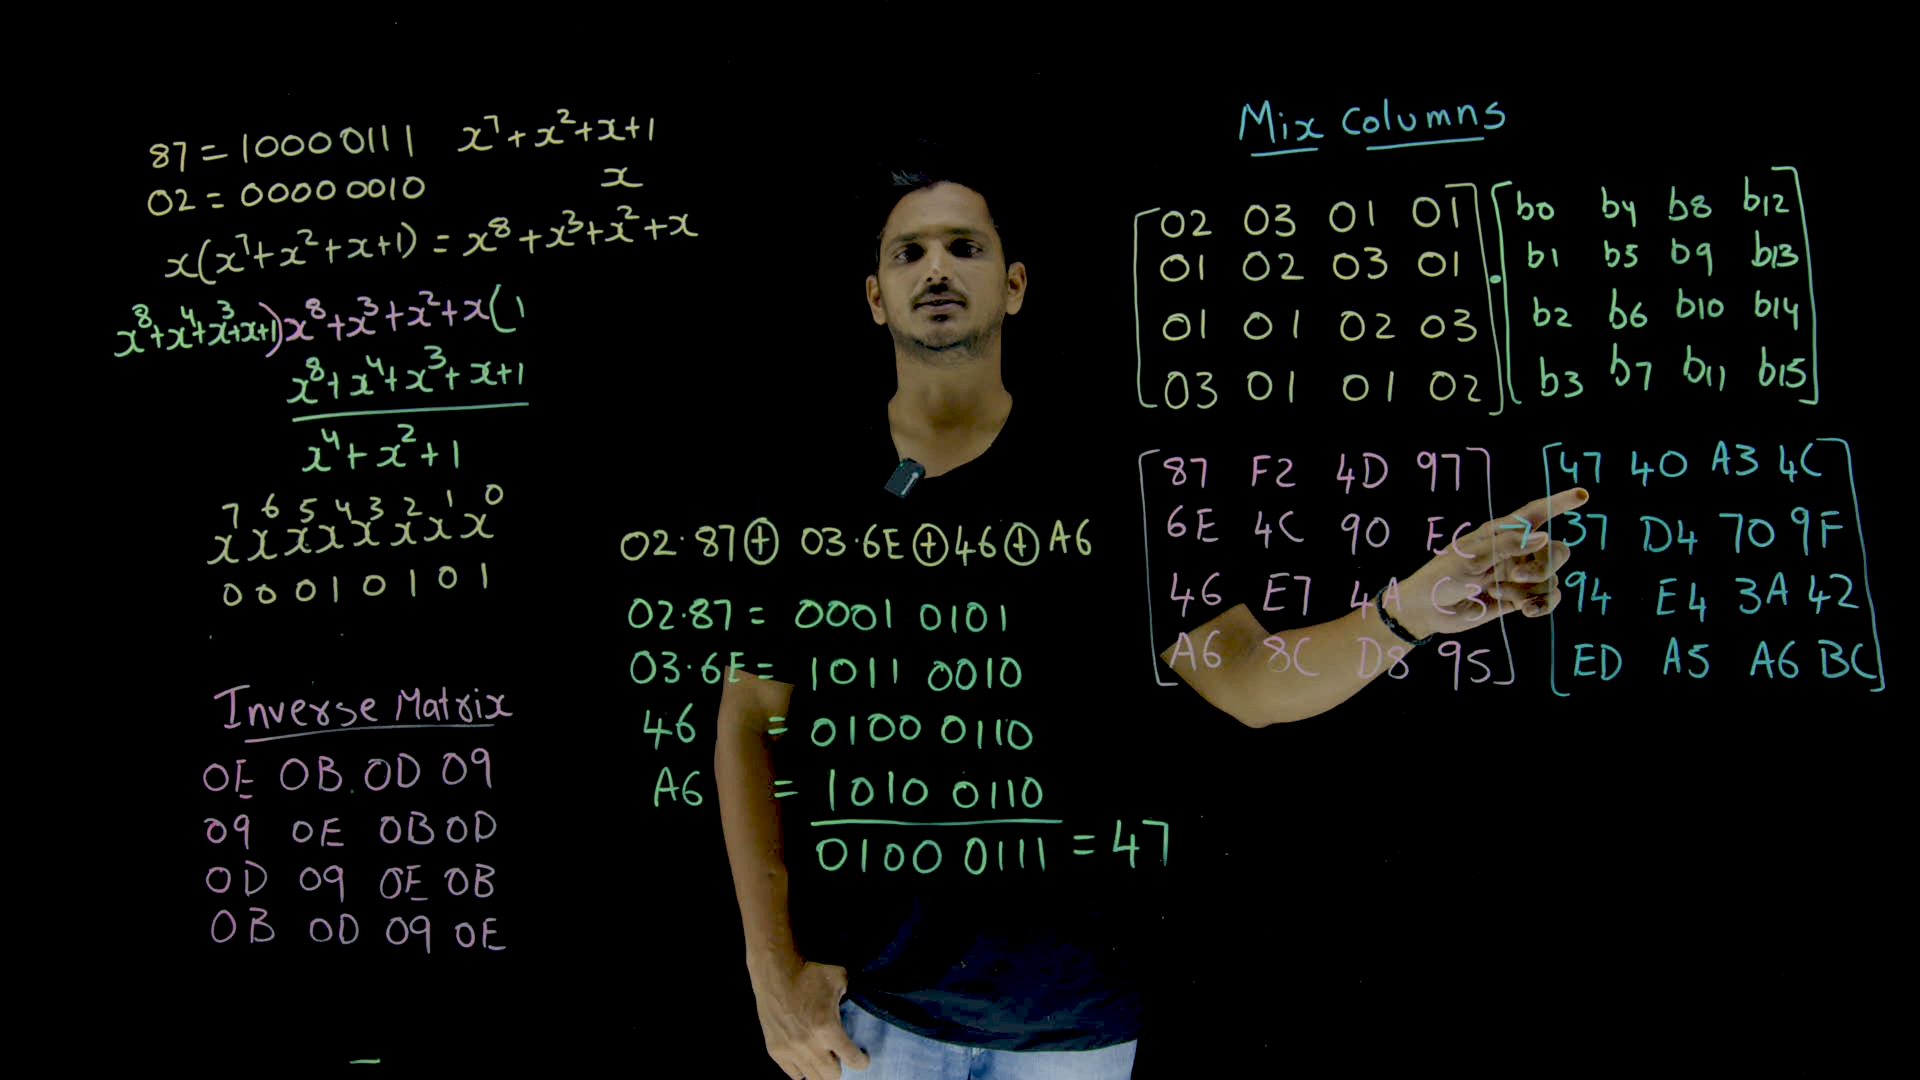 87 = 10000111 x⁷+x²+x+1
02 = 00000010 x
x(x⁷+x²+x+1) = x⁸+x³+x²+x
x⁸+x⁴+x³+x+1)x⁸+x³+x²+x(1
x⁸+x⁴+x³+x+1
x⁴+x²+1
x⁷ x⁶ x⁵ x⁴ x³ x² x¹ x⁰
0 0 0 1 0 1 0 1
Inverse Matrix
0E 0B 0D 09
09 0E 0B 0D
0D 09 0E 0B
0B 0D 09 0E
02·87⊕ 03·6E⊕46⊕A6
02·87 = 0001 0101
03·6E = 1011 0010
46 = 0100 0110
A6 = 1010 0110
0100 0111 = 47
Mix Columns
02 03 01 01 . b0 b4 b8 b12
01 02 03 01 b1 b5 b9 b13
01 01 02 03 b2 b6 b10 b14
03 01 01 02 b3 b7 b11 b15
87 F2 4D 97 47 40 A3 4C
6E 4C 90 EC → 37 D4 70 9F
46 E7 4A C3 94 E4 3A 42
A6 8C D8 95 ED A5 A6 BC